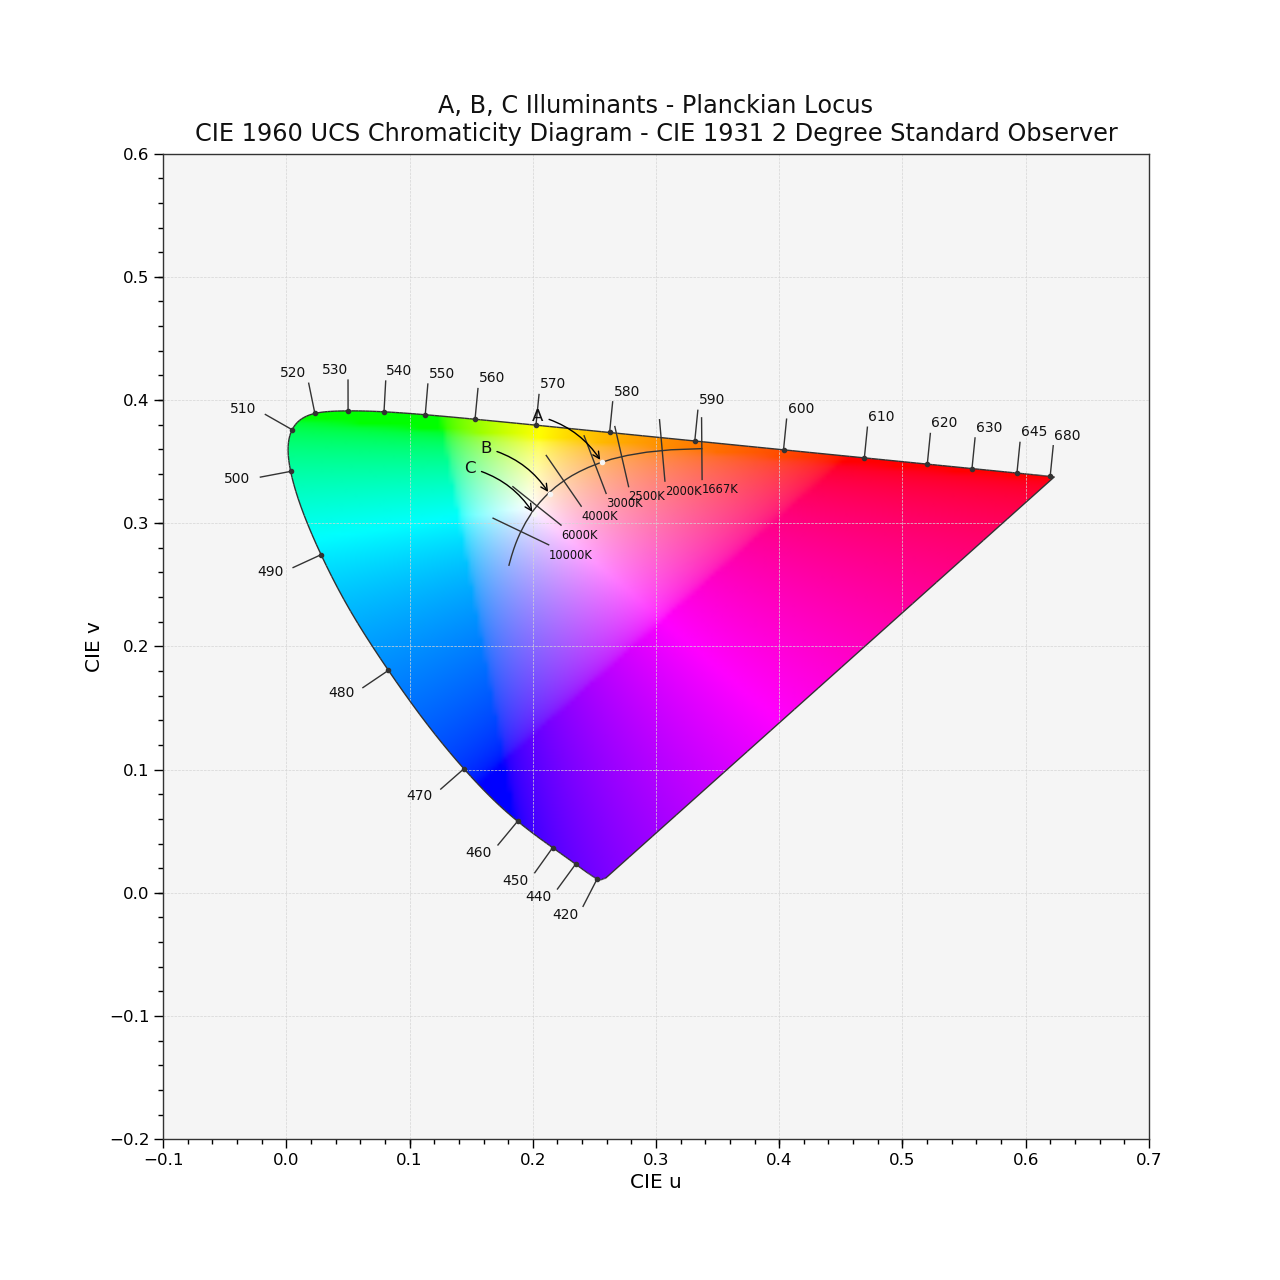 A, B, C Illuminants - Planckian Locus
CIE 1960 UCS Chromaticity Diagram - CIE 1931 2 Degree Standard Observer
0.6
0.5
0.4
0.3
0.2
0.1
0.0
−0.1
−0.2
CIE v
520
530
540
550
560
570
580
590
600
610
620
630
645
680
510
500
490
480
470
460
450
440
420
A
B
C
1667K
2000K
2500K
3000K
4000K
6000K
10000K
−0.1
0.0
0.1
0.2
0.3
0.4
0.5
0.6
0.7
CIE u